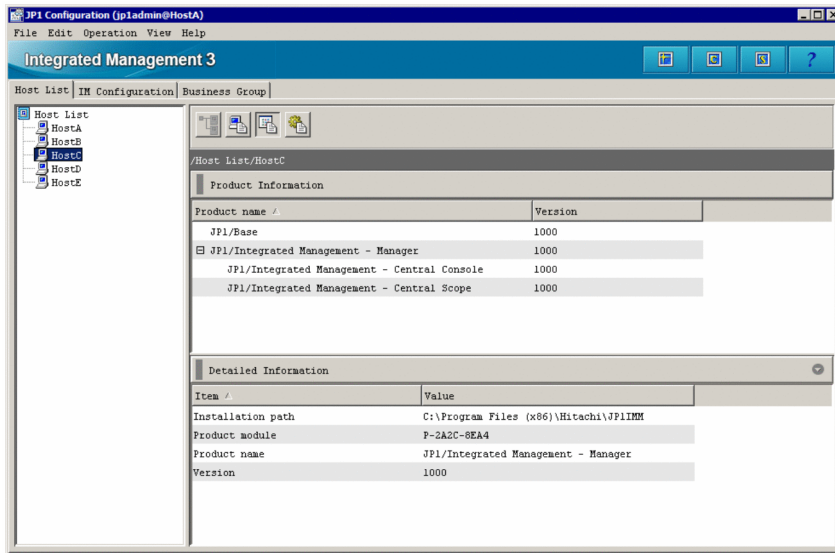 JP1 Configuration (jp1admin@HostA)
File Edit Operation View Help
Integrated Management 3
?
Host List IM Configuration Business Group
Host List
HostA
HostB
HostC
HostD
HostE
/Host List/HostC
Product Information
Product name Version
JP1/Base 1000
JP1/Integrated Management - Manager 1000
JP1/Integrated Management - Central Console 1000
JP1/Integrated Management - Central Scope 1000
Detailed Information
Item Value
Installation path C:\Program Files (x86)\Hitachi\JP1IMM
Product module P-2A2C-8EA4
Product name JP1/Integrated Management - Manager
Version 1000